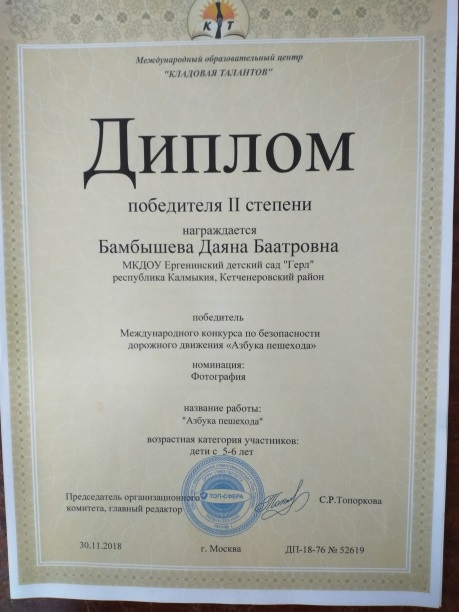 К Т
Международный образовательный центр
"КЛАДОВАЯ ТАЛАНТОВ"
Диплом
победителя II степени
награждается
Бамбышева Даяна Баатровна
МКДОУ Ергенинский детский сад "Герл"
республика Калмыкия, Кетченеровский район
победитель
Международного конкурса по безопасности
дорожного движения «Азбука пешехода»
номинация:
Фотография
название работы:
"Азбука пешехода"
возрастная категория участников:
дети с 5-6 лет
Председатель организационного
комитета, главный редактор
ТОП-СФЕРА
С.Р.Топоркова
30.11.2018
г. Москва
ДП-18-76 № 52619